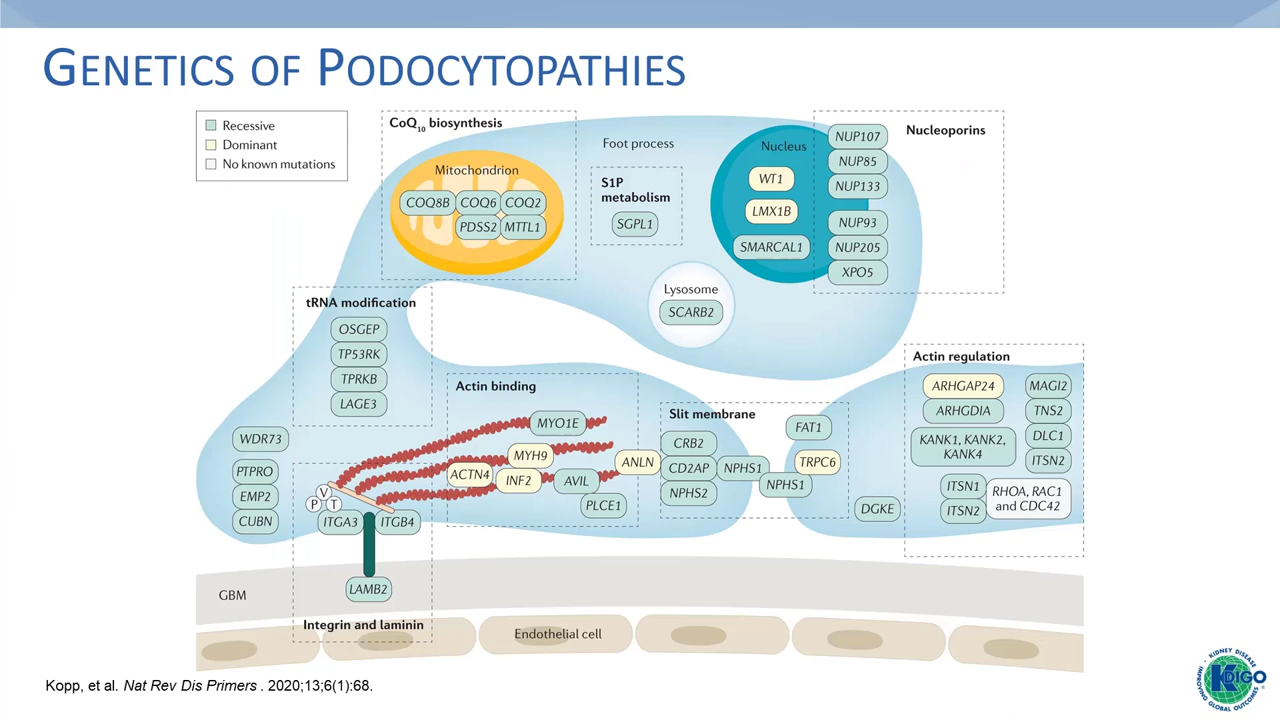 GENETICS OF PODOCYTOPATHIES
Recessive
Dominant
No known mutations
CoQ10 biosynthesis
Mitochondrion
COQ8B
COQ6
COQ2
PDSS2
MTTL1
Foot process
S1P
metabolism
SGPL1
Nucleus
WT1
LMX1B
SMARCAL1
Nucleoporins
NUP107
NUP85
NUP133
NUP93
NUP205
XPO5
Lysosome
SCARB2
tRNA modification
OSGEP
TP53RK
TPRKB
LAGE3
Actin binding
MYO1E
MYH9
ACTN4
INF2
AVIL
ANLN
PLCE1
Slit membrane
CRB2
CD2AP
NPHS2
NPHS1
NPHS1
FAT1
TRPC6
DGKE
Actin regulation
ARHGAP24
ARHGDIA
KANK1, KANK2,
KANK4
ITSN1
ITSN2
MAGI2
TNS2
DLC1
ITSN2
RHOA, RAC1
and CDC42
WDR73
PTPRO
EMP2
CUBN
V
P
T
ITGA3
ITGB4
LAMB2
GBM
Integrin and laminin
Endothelial cell
Kopp, et al. Nat Rev Dis Primers . 2020;13;6(1):68.
KIDNEY DISEASE
KDIGO
IMPROVING GLOBAL OUTCOMES
®